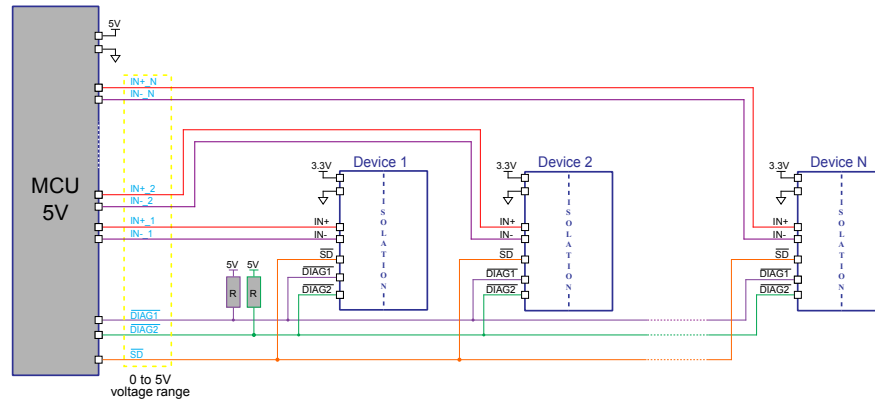 5V
IN+_N
IN-_N
MCU
5V
IN+_2
IN-_2
IN+_1
IN-_1
DIAG1
DIAG2
SD
0 to 5V
voltage range
5V
5V
R
R
Device 1
3.3V
IN+
IN-
SD
DIAG1
DIAG2
ISOLATION
Device 2
3.3V
IN+
IN-
SD
DIAG1
DIAG2
ISOLATION
Device N
3.3V
IN+
IN-
SD
DIAG1
DIAG2
ISOLATION